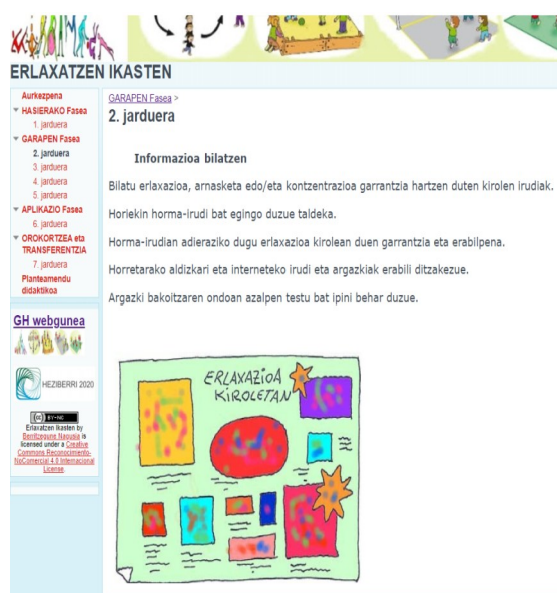 ERLAXATZEN IKASTEN
Aurkezpena
HASIERAKO Fasea
1. jarduera
GARAPEN Fasea
2. jarduera
3. jarduera
4. jarduera
5. jarduera
APLIKAZIO Fasea
6. jarduera
OROKORTZEA eta
TRANSFERENTZIA
7. jarduera
Planteamendu
didaktikoa
GH webgunea
HEZIBERRI 2020
cc BY-NC
Erlaxatzen Ikasten by
Berritzegune Nagusia is
licensed under a Creative
Commons Reconocimiento-
NoComercial 4.0 Internacional
License.
GARAPEN Fasea >
2. jarduera
Informazioa bilatzen
Bilatu erlaxazioa, arnasketa edo/eta kontzentrazioa garrantzia hartzen duten kirolen irudiak.
Horiekin horma-irudi bat egingo duzue taldeka.
Horma-irudian adieraziko dugu erlaxazioa kirolean duen garrantzia eta erabilpena.
Horretarako aldizkari eta interneteko irudi eta argazkiak erabili ditzakezue.
Argazki bakoitzaren ondoan azalpen testu bat ipini behar duzue.
ERLAXAZIOA
KIROLETAN